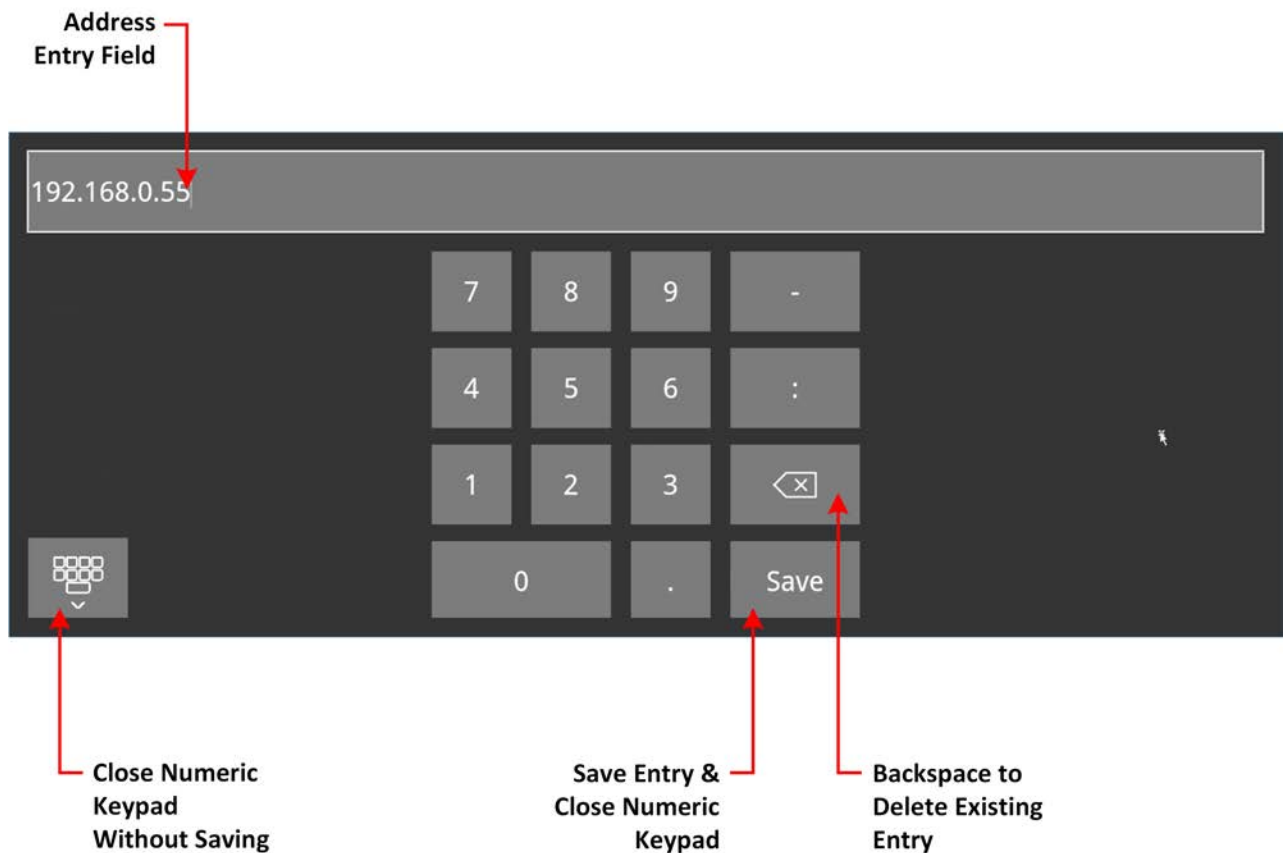 Address
Entry Field
192.168.0.55
7 8 9 -
4 5 6 :
1 2 3
0 . Save
Close Numeric
Keypad
Without Saving
Save Entry &
Close Numeric
Keypad
Backspace to
Delete Existing
Entry